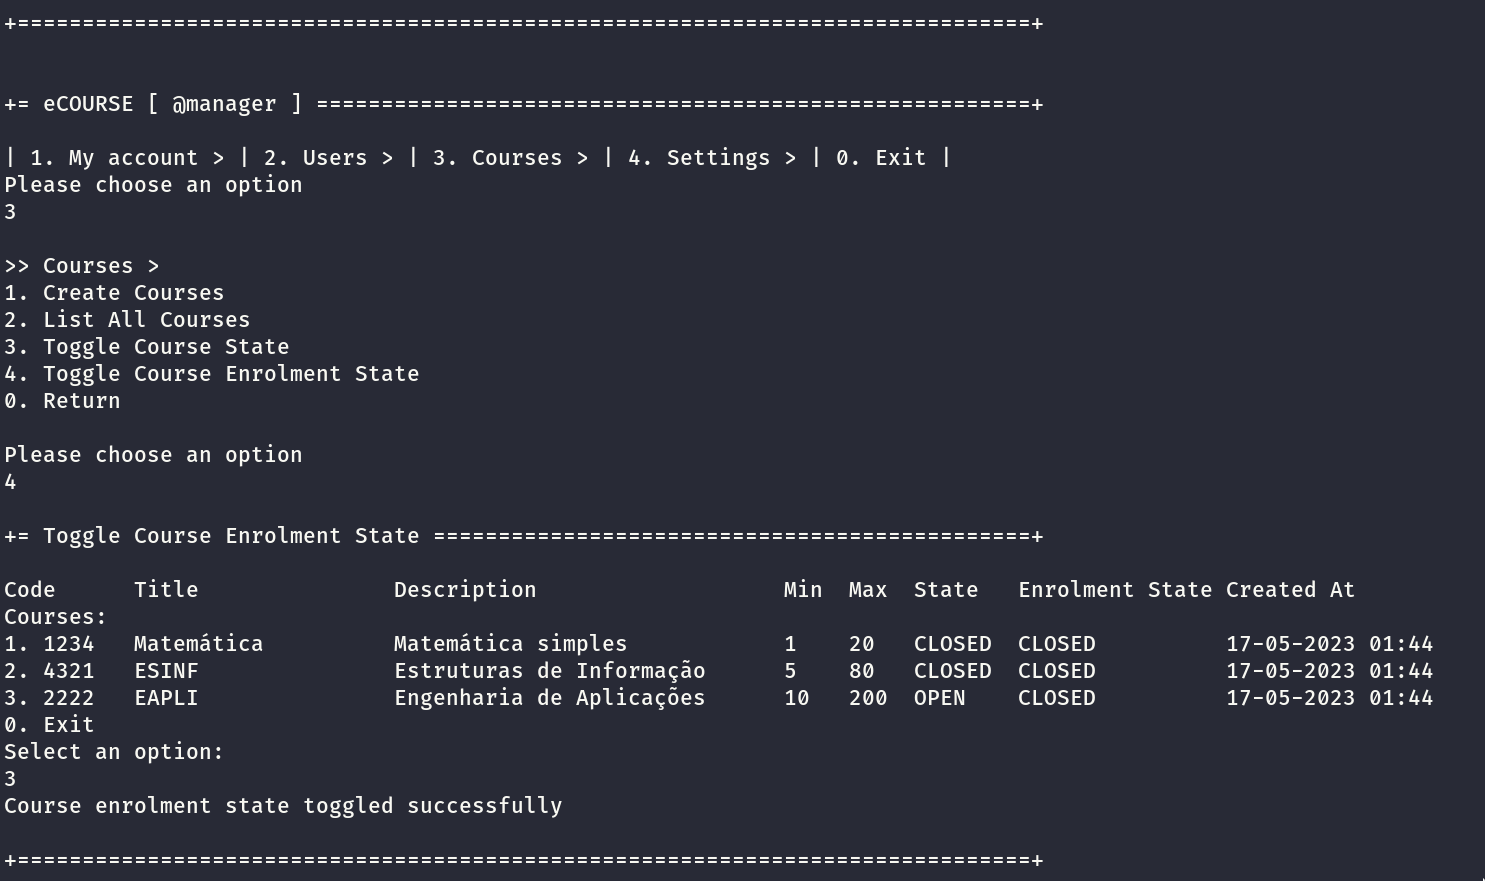 +==============================================================================+
+= eCOURSE [ @manager ] =======================================================+
| 1. My account > | 2. Users > | 3. Courses > | 4. Settings > | 0. Exit |
Please choose an option
3
>> Courses >
1. Create Courses
2. List All Courses
3. Toggle Course State
4. Toggle Course Enrolment State
0. Return
Please choose an option
4
+= Toggle Course Enrolment State ==============================================+
Code      Title               Description                   Min  Max  State   Enrolment State Created At
Courses:
1. 1234   Matemática          Matemática simples            1    20   CLOSED  CLOSED          17-05-2023 01:44
2. 4321   ESINF               Estruturas de Informação      5    80   CLOSED  CLOSED          17-05-2023 01:44
3. 2222   EAPLI               Engenharia de Aplicações      10   200  OPEN    CLOSED          17-05-2023 01:44
0. Exit
Select an option:
3
Course enrolment state toggled successfully
+==============================================================================+